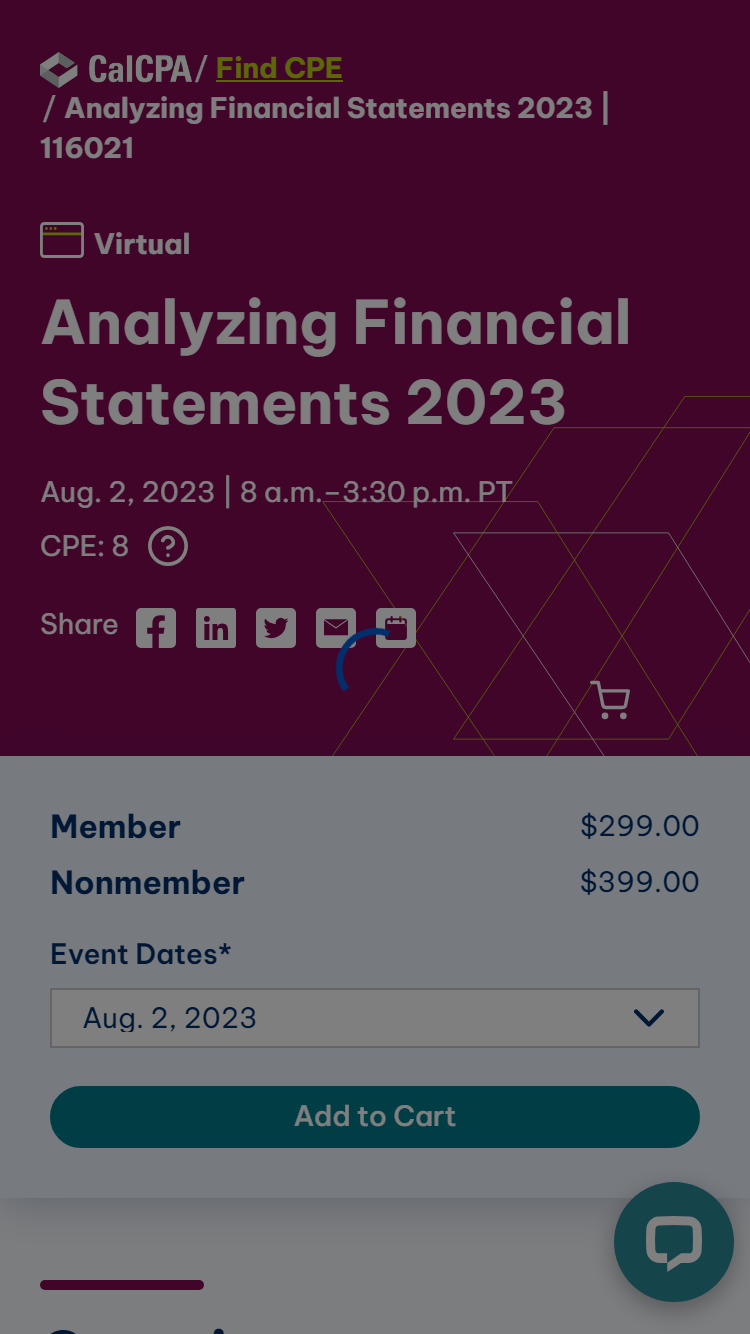 CalCPA / Find CPE
/ Analyzing Financial Statements 2023 |
116021
Virtual
Analyzing Financial
Statements 2023
Aug. 2, 2023 | 8 a.m.–3:30 p.m. PT
CPE: 8 ?
Share
Member $299.00
Nonmember $399.00
Event Dates*
Aug. 2, 2023
Add to Cart